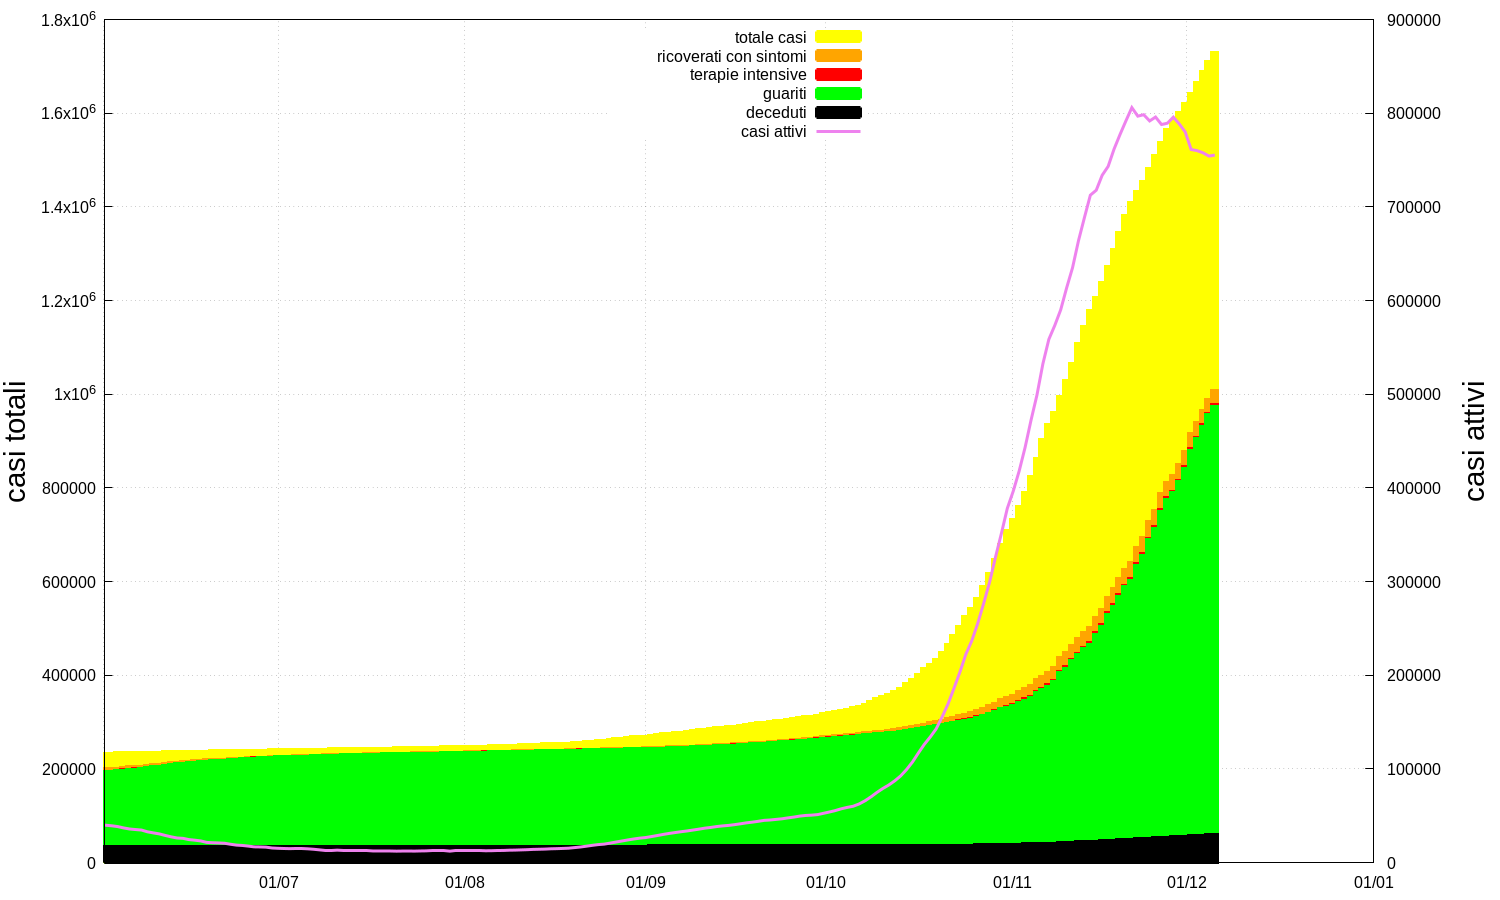 1.8x10^6
1.6x10^6
1.4x10^6
1.2x10^6
1x10^6
800000
600000
400000
200000
0
casi totali
totale casi
ricoverati con sintomi
terapie intensive
guariti
deceduti
casi attivi
900000
800000
700000
600000
500000
400000
300000
200000
100000
0
casi attivi
01/07
01/08
01/09
01/10
01/11
01/12
01/01